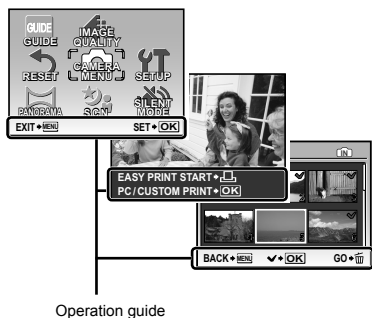 GUIDE
GUIDE
IMAGE
QUALITY
RESET
CAMERA
MENU
SETUP
PANORAMA
SCN
SILENT
MODE
EXIT MENU
SET OK
EASY PRINT START
PC / CUSTOM PRINT OK
IN
BACK MENU
OK
GO
Operation guide